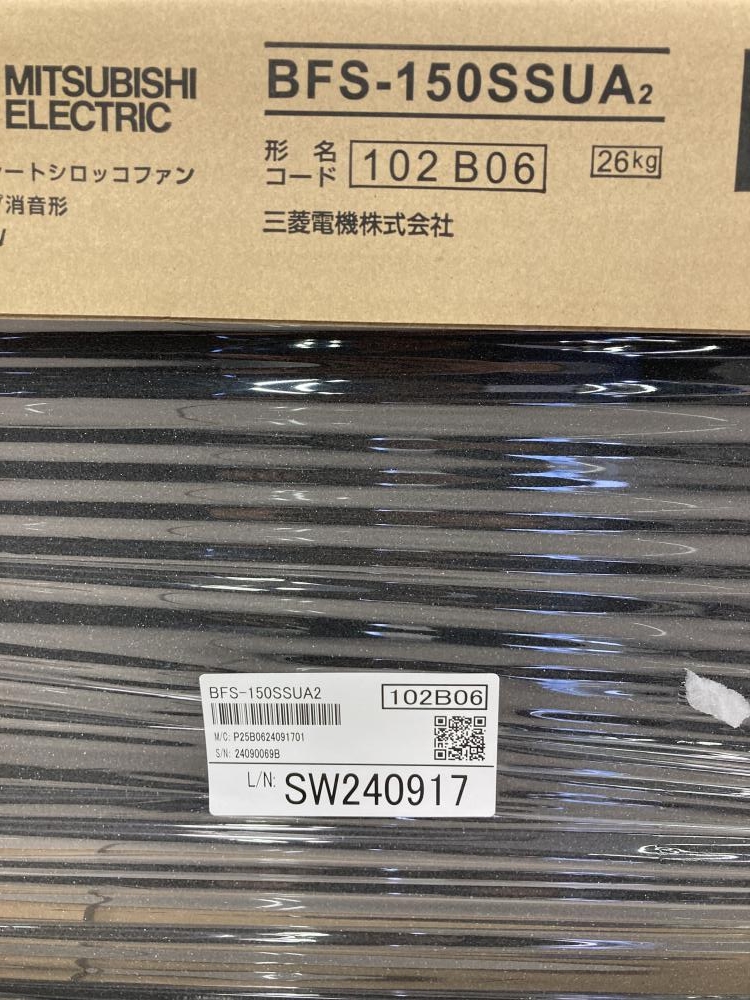 MITSUBISHI
ELECTRIC
BFS-150SSUA2
形名
コード
102 B06
26kg
ートシロッコファン
消音形
三菱電機株式会社
BFS-150SSUA2
102B06
M/C: P25B0624091701
S/N: 24090069B
L/N: SW240917